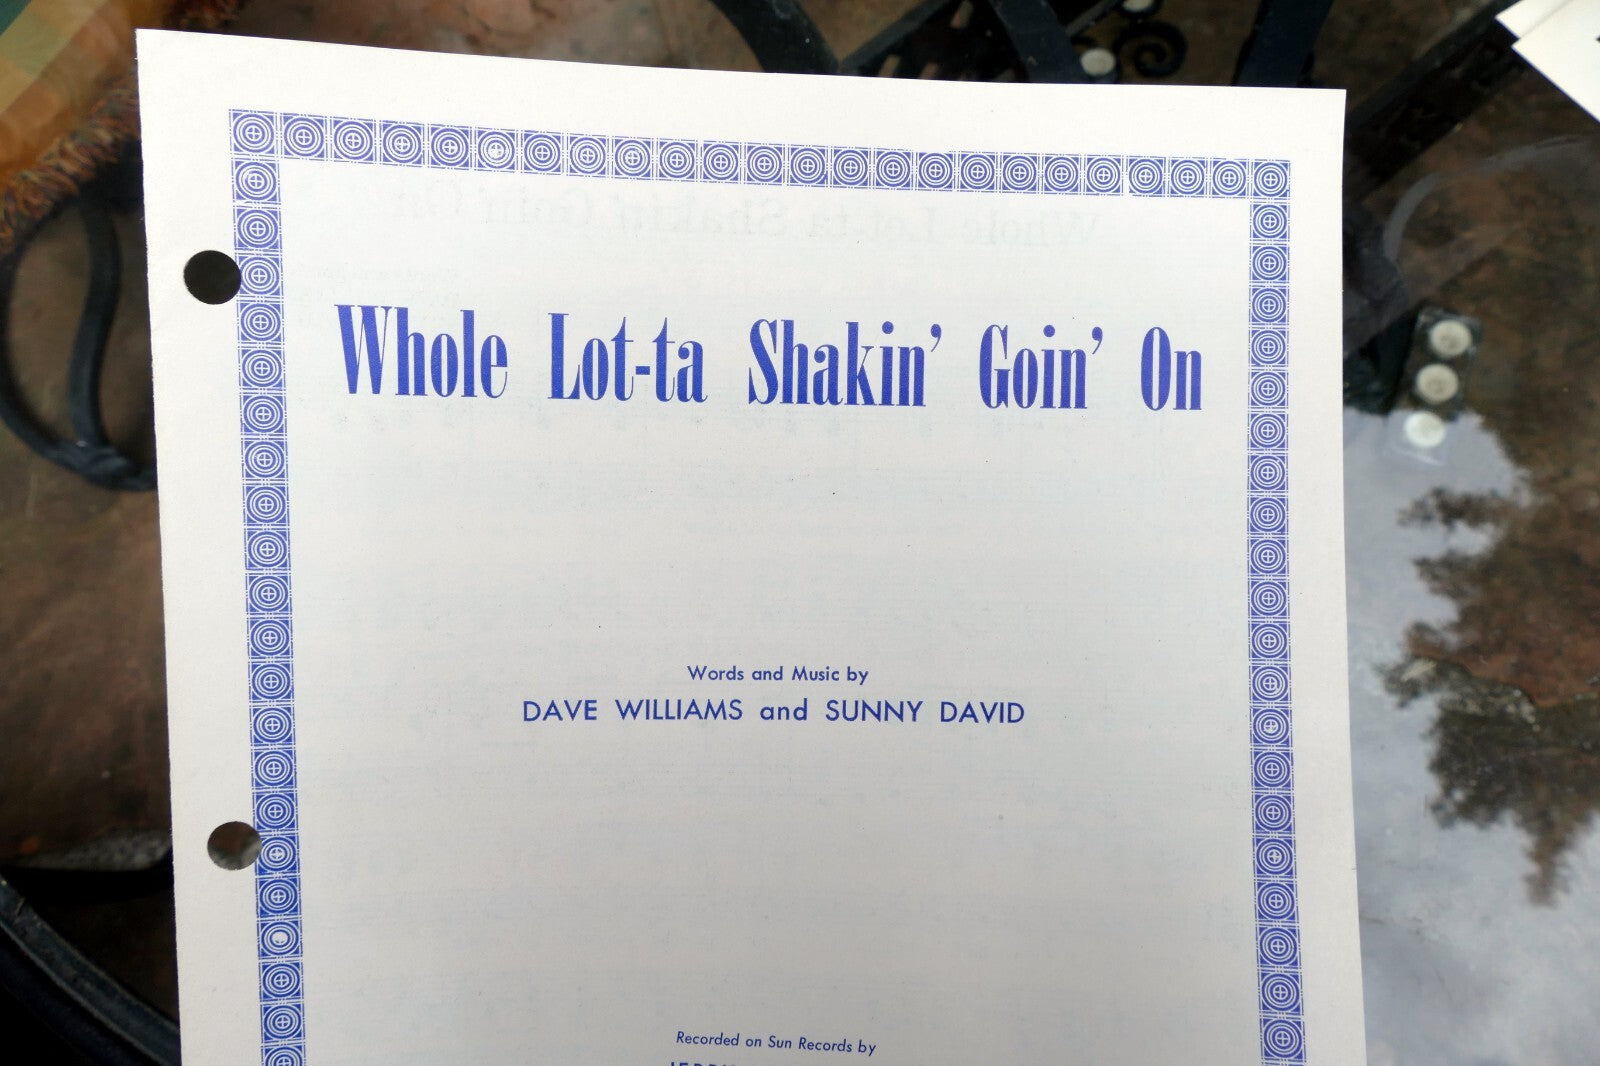 Whole Lot-ta Shakin' Goin' On
Words and Music by
DAVE WILLIAMS and SUNNY DAVID
Recorded on Sun Records by